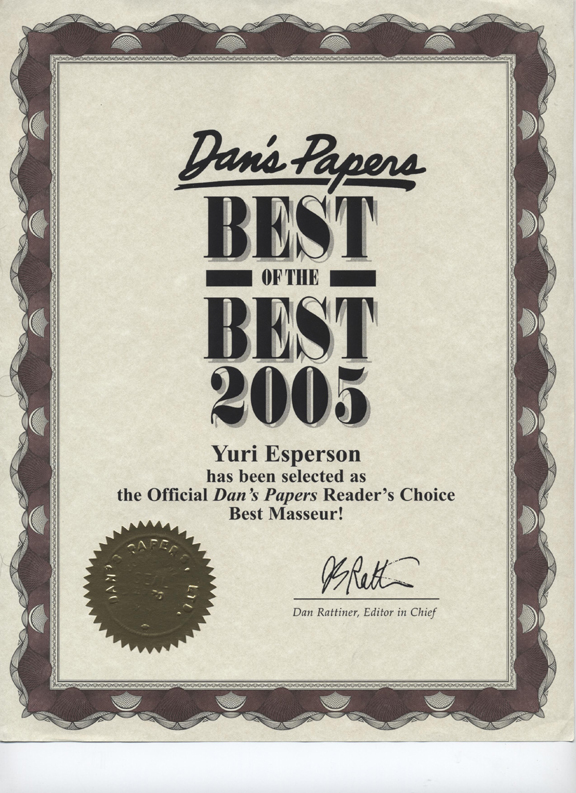 Dan's Papers
BEST
OF THE
BEST
2005
Yuri Esperson
has been selected as
the Official Dan's Papers Reader's Choice
Best Masseur!
DAN'S PAPERS, LTD.
Dan Rattiner, Editor in Chief